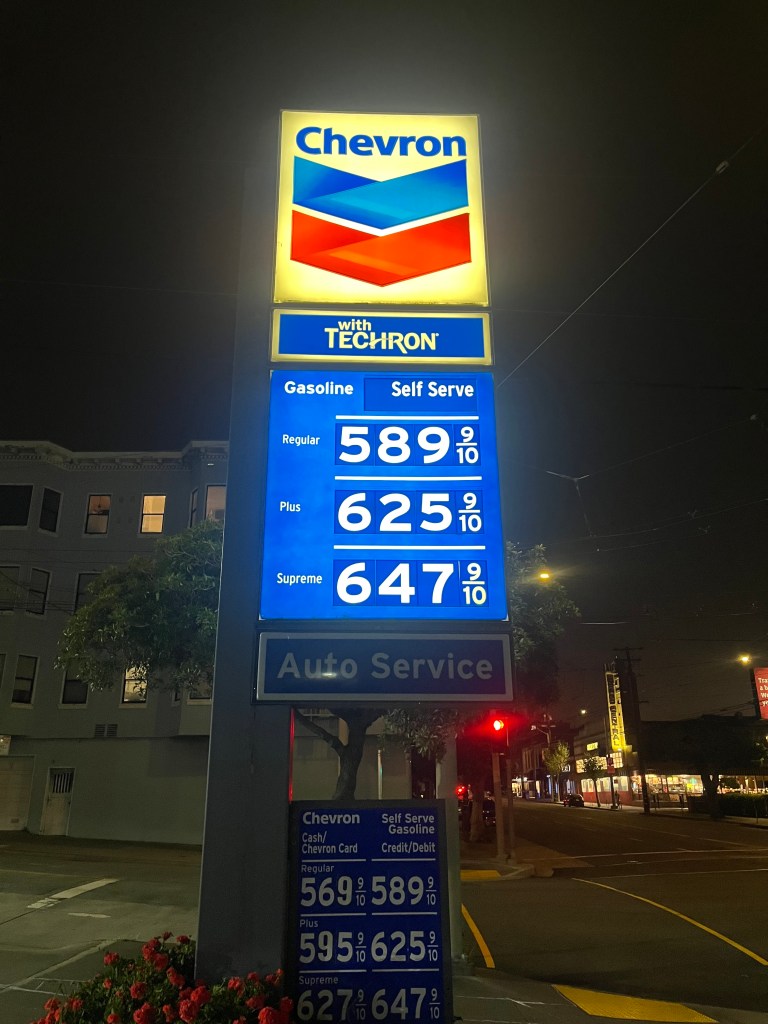 Chevron
with
TECHRON
Gasoline Self Serve
Regular 589 9/10
Plus 625 9/10
Supreme 647 9/10
Auto Service
Chevron Self Serve
Gasoline
Cash/
Chevron Card Credit/Debit
Regular
569 9/10 589 9/10
Plus
595 9/10 625 9/10
Supreme
627 9/10 647 9/10